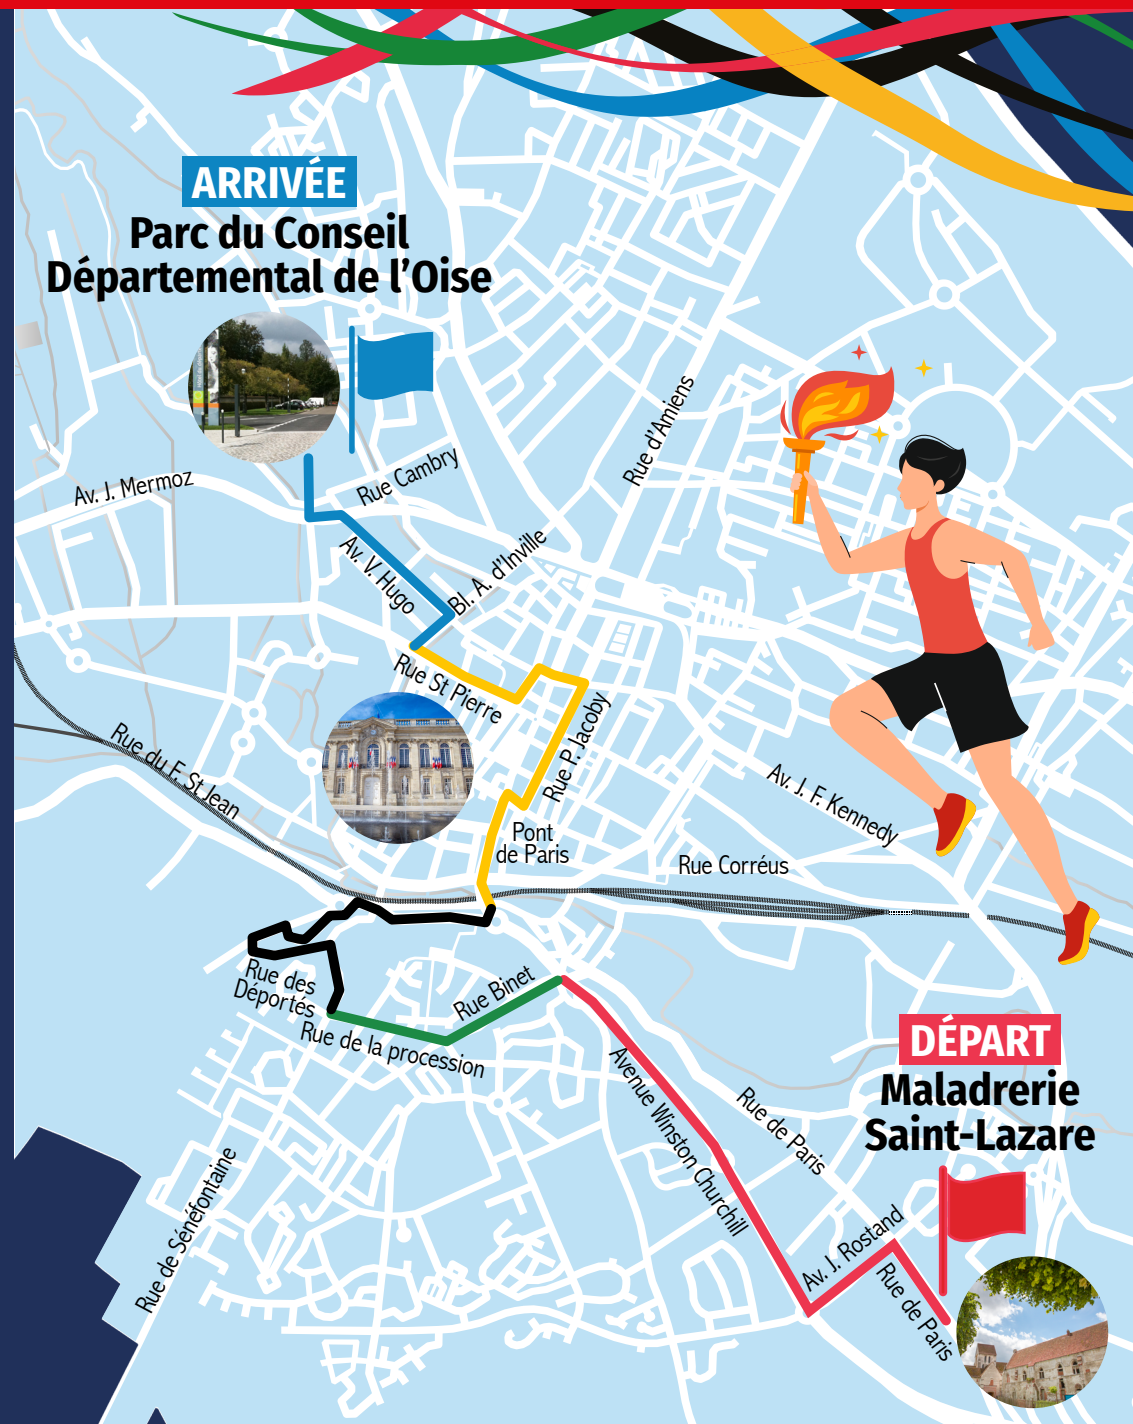 ARRIVÉE
Parc du Conseil
Départemental de l'Oise
Rue d'Amiens
Av. J. Mermoz
Rue Cambry
Av. V. Hugo
Bl. A. d'Inville
Rue St Pierre
Rue P. Jacoby
Rue du F. St Jean
Av. J. F. Kennedy
Pont
de Paris
Rue Corréus
Rue des
Déportés
Rue Binet
Rue de la procession
DÉPART
Maladrerie
Saint-Lazare
Avenue Winston Churchill
Rue de Paris
Rue de Sénéfontaine
Av. J. Rostand
Rue de Paris